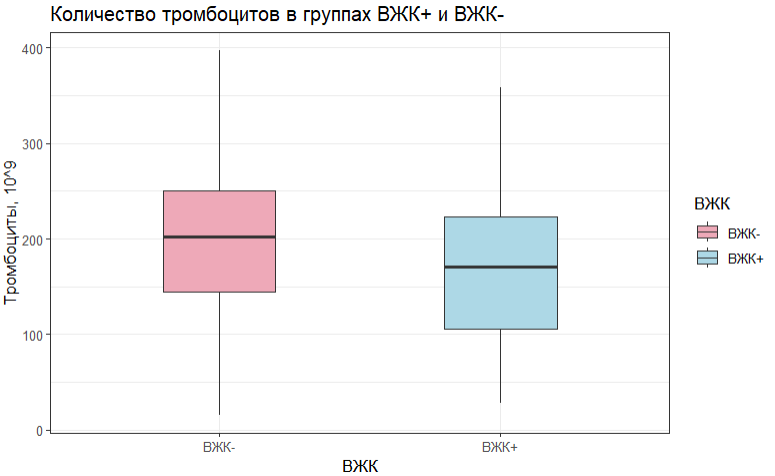 Количество тромбоцитов в группах ВЖК+ и ВЖК-
Тромбоциты, 10^9
400
300
200
100
0
ВЖК-
ВЖК+
ВЖК
ВЖК
ВЖК-
ВЖК+